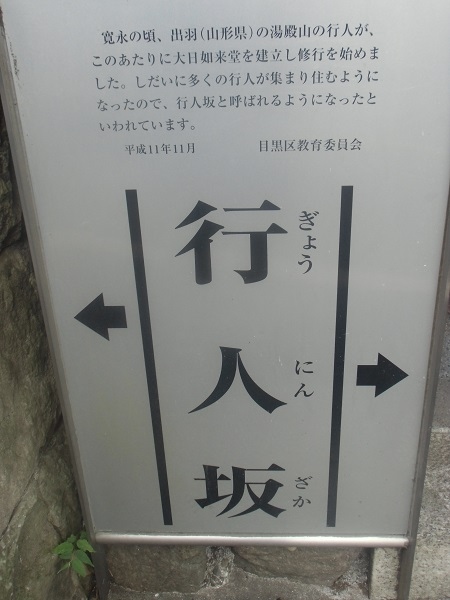 寛永の頃、出羽(山形県)の湯殿山の行人が、
このあたりに大日如来堂を建立し修行を始めま
した。しだいに多くの行人が集まり住むように
なったので、行人坂と呼ばれるようになったと
いわれています。
平成11年11月 目黒区教育委員会
行人坂
ぎょうにんざか